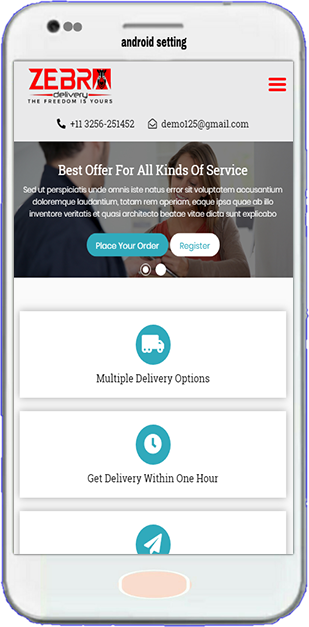 android setting
ZEBRA
delivery
THE FREEDOM IS YOURS
+11 3256-251452 demo125@gmail.com
Best Offer For All Kinds Of Service
Sed ut perspiciatis unde omnis iste natus error sit voluptatem accusantium
doloremque laudantium, totam rem aperiam, eaque ipsa quae ab illo
inventore veritatis et quasi architecto beatae vitae dicta sunt explicabo
Place Your Order Register
Multiple Delivery Options
Get Delivery Within One Hour